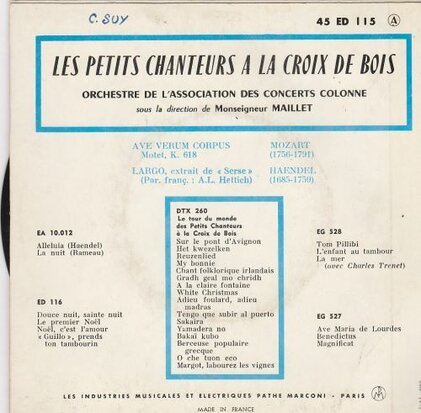 C. SUY
45 ED 115 A
LES PETITS CHANTEURS A LA CROIX DE BOIS
ORCHESTRE DE L'ASSOCIATION DES CONCERTS COLONNE
sous la direction de Monseigneur MAILLET
AVE VERUM CORPUS MOZART
Motet, K. 618 (1756-1791)
LARGO, extrait de « Serse » HAENDEL
(Par. franç. : A.L. Hettich) (1685-1759)
EA 10.012
Alleluia (Haendel)
La nuit (Rameau)
ED 116
Douce nuit, sainte nuit
Le premier Noël
Noël, c'est l'amour
« Guillo », prends
ton tambourin
DTX 260
Le tour du monde
des Petits Chanteurs
à la Croix de Bois
Sur le pont d'Avignon
Het kwezelken
Reuzenlied
My bonnie
Chant folklorique irlandais
Gradh geal mo chridh
A la claire fontaine
White Christmas
Adieu foulard, adieu
madras
Tengo que subir al puerto
Sakaira
Yamadera no
Bakaï kubo
Berceuse populaire
grecque
O che tuon eco
Margot, labourez les vignes
EG 528
Tom Pillibi
L'enfant au tambour
La mer
(avec Charles Trenet)
EG 527
Ave Maria de Lourdes
Benedictus
Magnificat
LES INDUSTRIES MUSICALES ET ELECTRIQUES PATHE MARCONI - PARIS
MADE IN FRANCE